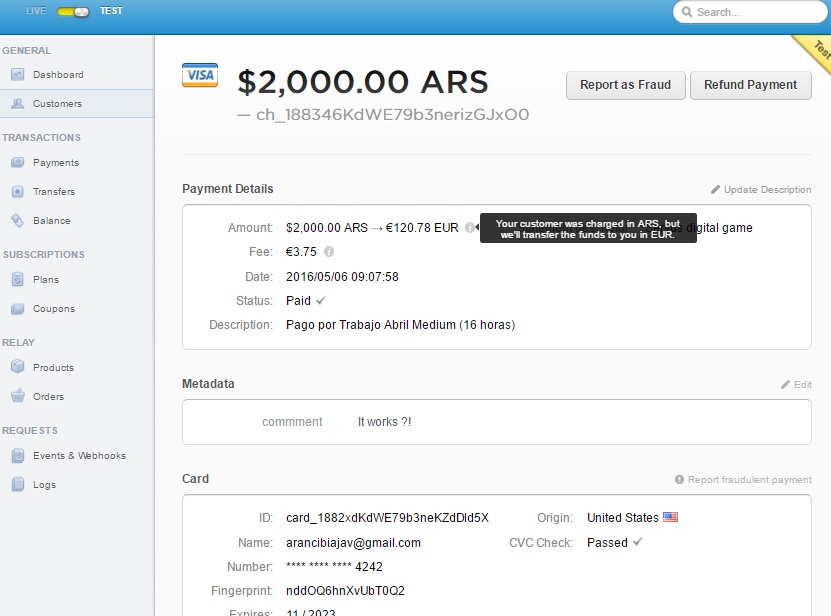 LIVE TEST Search...
Test
GENERAL
Dashboard
Customers
TRANSACTIONS
Payments
Transfers
Balance
SUBSCRIPTIONS
Plans
Coupons
RELAY
Products
Orders
REQUESTS
Events & Webhooks
Logs
VISA $2,000.00 ARS
— ch_188346KdWE79b3nerizGJxO0
Report as Fraud Refund Payment
Payment Details Update Description
Amount: $2,000.00 ARS → €120.78 EUR
Your customer was charged in ARS, but
we'll transfer the funds to you in EUR.
digital game
Fee: €3.75
Date: 2016/05/06 09:07:58
Status: Paid ✓
Description: Pago por Trabajo Abril Medium (16 horas)
Metadata Edit
commment It works ?!
Card Report fraudulent payment
ID: card_1882xdKdWE79b3neKZdDld5X Origin: United States
Name: arancibiajav@gmail.com CVC Check: Passed ✓
Number: **** **** **** 4242
Fingerprint: nddOQ6hnXvUbT0Q2
Expires: 11 / 2023